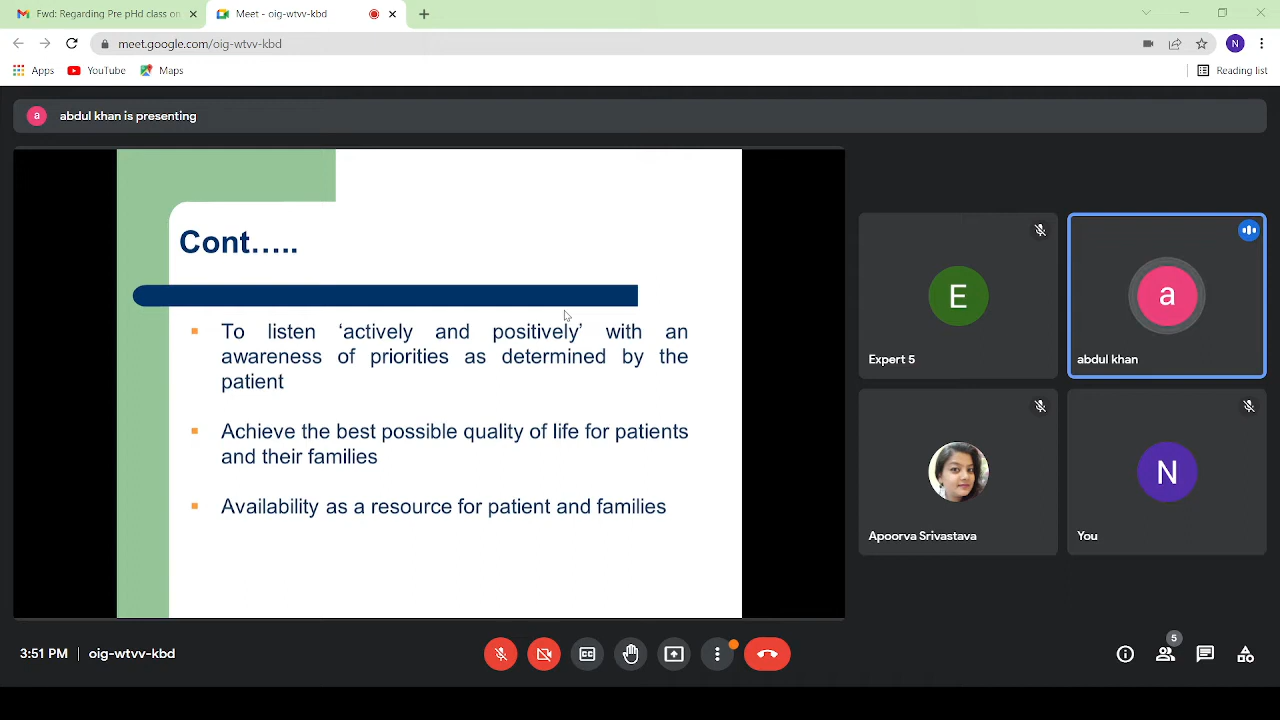 Fwd: Regarding Pre pHd class on
Meet - oig-wtvv-kbd
meet.google.com/oig-wtvv-kbd
N
Apps
YouTube
Maps
Reading list
a
abdul khan is presenting
Cont…..
To listen ‘actively and positively’ with an
awareness of priorities as determined by the
patient
Achieve the best possible quality of life for patients
and their families
Availability as a resource for patient and families
E
Expert 5
a
abdul khan
Apoorva Srivastava
N
You
3:51 PM | oig-wtvv-kbd
CC
5